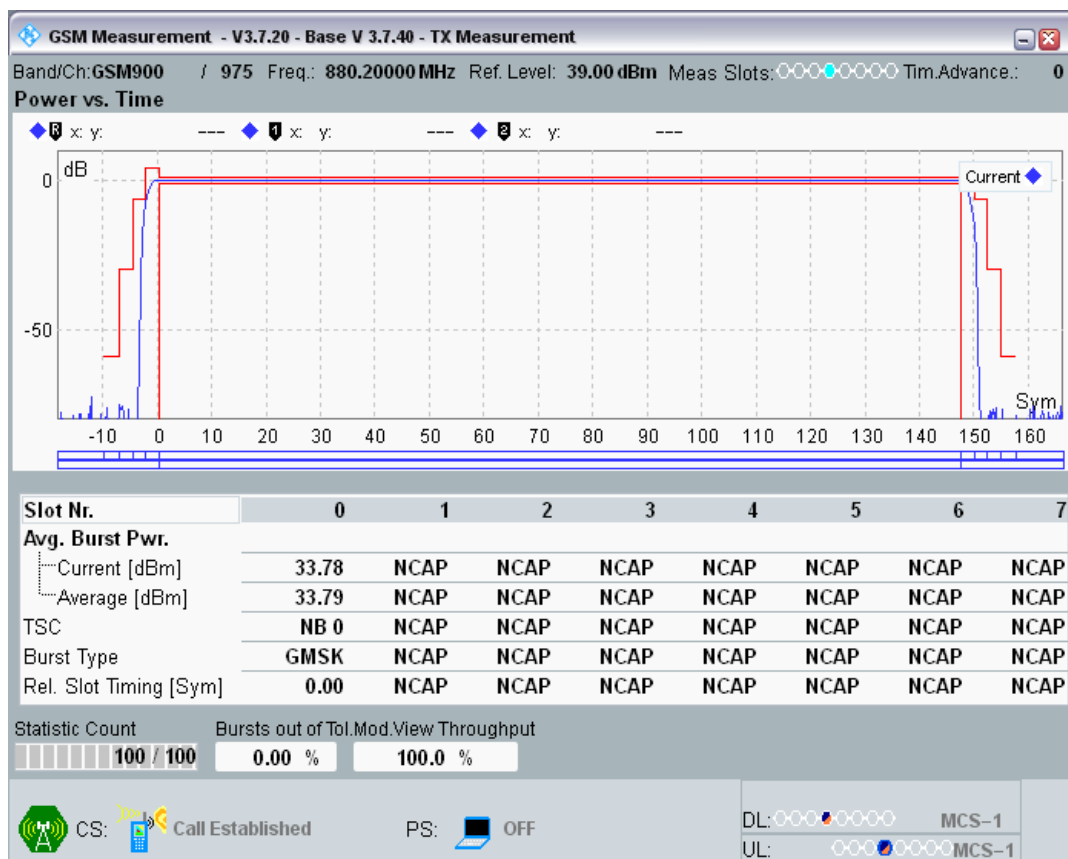 GSM Measurement - V3.7.20 - Base V 3.7.40 - TX Measurement
Band/Ch:GSM900 / 975 Freq.: 880.20000 MHz Ref. Level: 39.00 dBm Meas Slots: Tim.Advance.: 0
Power vs. Time
R x: y: --- 1 x: y: --- 2 x: y: ---
dB
Current
0
-50
Sym
-10 0 10 20 30 40 50 60 70 80 90 100 110 120 130 140 150 160
Slot Nr. 0 1 2 3 4 5 6 7
Avg. Burst Pwr.
Current [dBm] 33.78 NCAP NCAP NCAP NCAP NCAP NCAP NCAP
Average [dBm] 33.79 NCAP NCAP NCAP NCAP NCAP NCAP NCAP
TSC NB 0 NCAP NCAP NCAP NCAP NCAP NCAP NCAP
Burst Type GMSK NCAP NCAP NCAP NCAP NCAP NCAP NCAP
Rel. Slot Timing [Sym] 0.00 NCAP NCAP NCAP NCAP NCAP NCAP NCAP
Statistic Count Bursts out of Tol.Mod.View Throughput
100 / 100 0.00 % 100.0 %
CS: Call Established PS: OFF
DL: MCS-1
UL: MCS-1